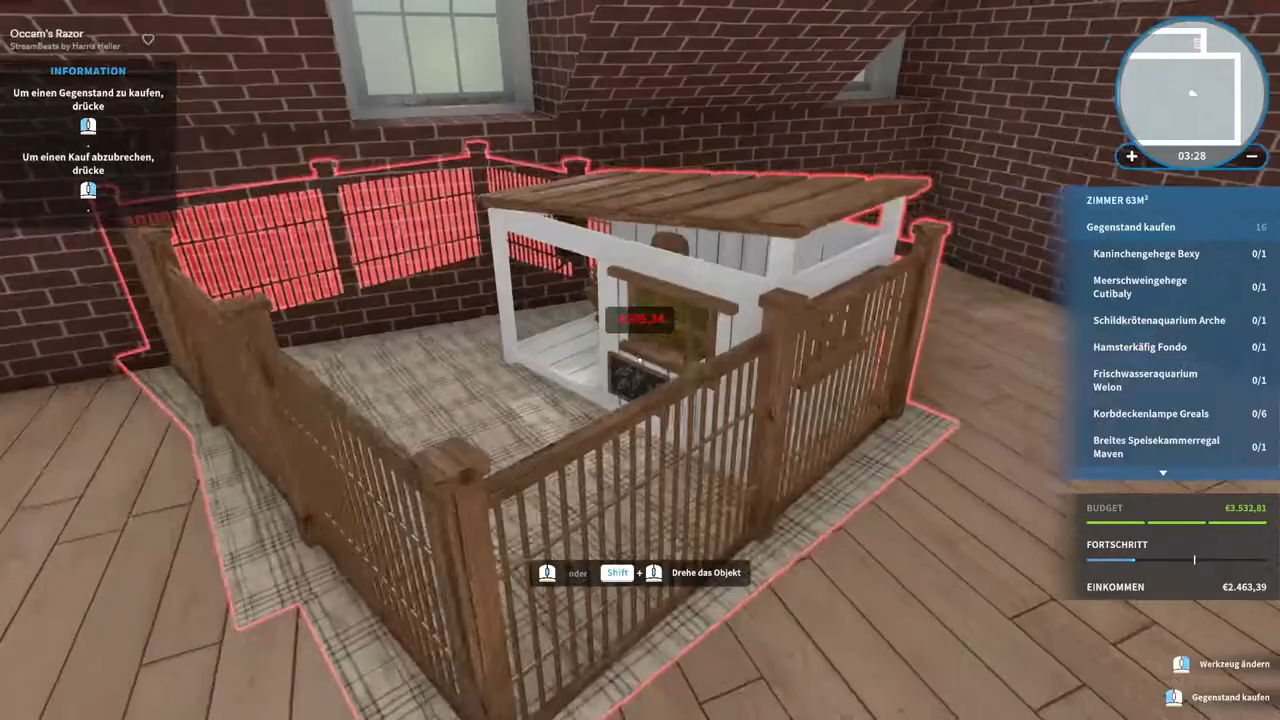 Occam's Razor
StreamBeats by Harris Heller
INFORMATION
Um einen Gegenstand zu kaufen,
drücke
Um einen Kauf abzubrechen,
drücke
03:28
ZIMMER 63M²
Gegenstand kaufen 16
Kaninchengehege Bexy 0/1
Meerschweingehege
Cutibaly 0/1
Schildkrötenaquarium Arche 0/1
Hamsterkäfig Fondo 0/1
Frischwasseraquarium
Welon 0/1
Korbdeckenlampe Greals 0/6
Breites Speisekammerregal
Maven 0/1
BUDGET €3.532,81
FORTSCHRITT
EINKOMMEN €2.463,39
oder Shift + Drehe das Objekt
Werkzeug ändern
Gegenstand kaufen